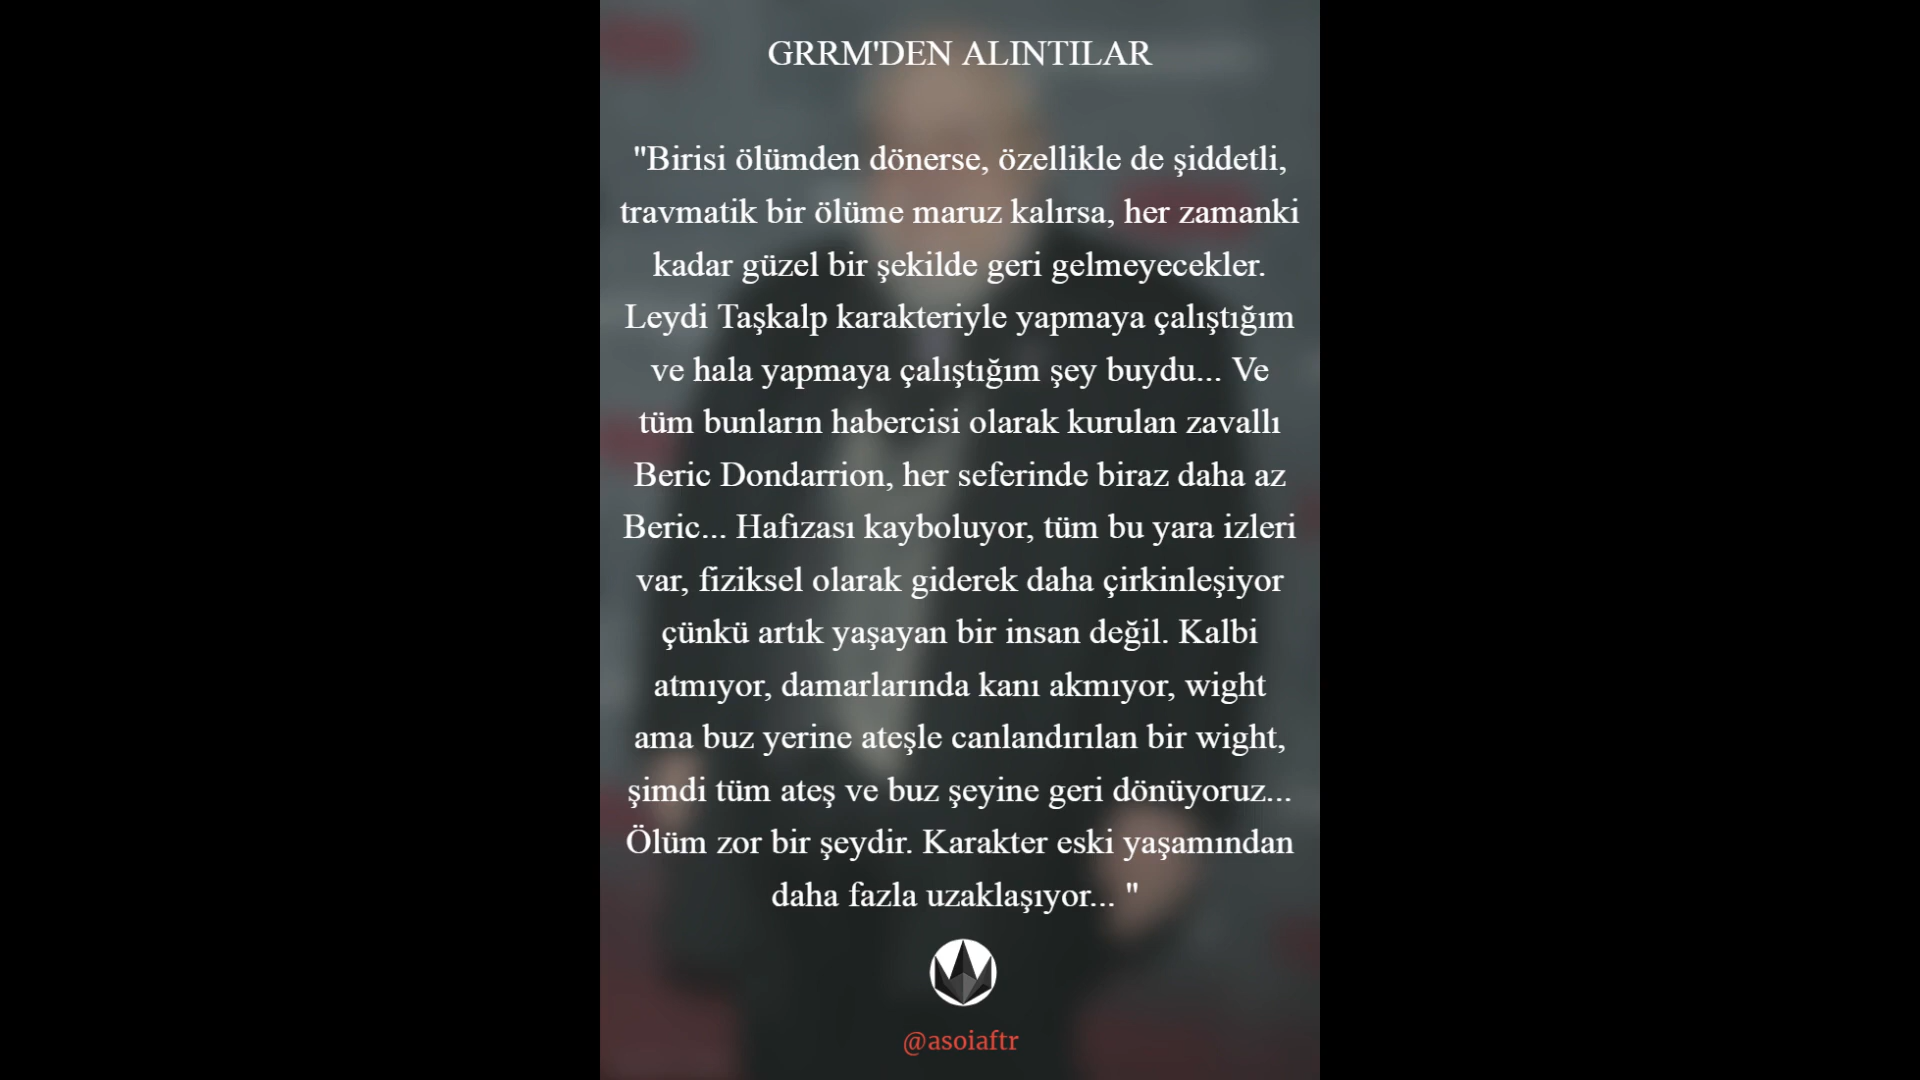 GRRM'DEN ALINTILAR
"Birisi ölümden dönerse, özellikle de şiddetli,
travmatik bir ölüme maruz kalırsa, her zamanki
kadar güzel bir şekilde geri gelmeyecekler.
Leydi Taşkalp karakteriyle yapmaya çalıştığım
ve hala yapmaya çalıştığım şey buydu... Ve
tüm bunların habercisi olarak kurulan zavallı
Beric Dondarrion, her seferinde biraz daha az
Beric... Hafızası kayboluyor, tüm bu yara izleri
var, fiziksel olarak giderek daha çirkinleşiyor
çünkü artık yaşayan bir insan değil. Kalbi
atmıyor, damarlarında kanı akmıyor, wight
ama buz yerine ateşle canlandırılan bir wight,
şimdi tüm ateş ve buz şeyine geri dönüyoruz...
Ölüm zor bir şeydir. Karakter eski yaşamından
daha fazla uzaklaşıyor... "
@asoiaftr